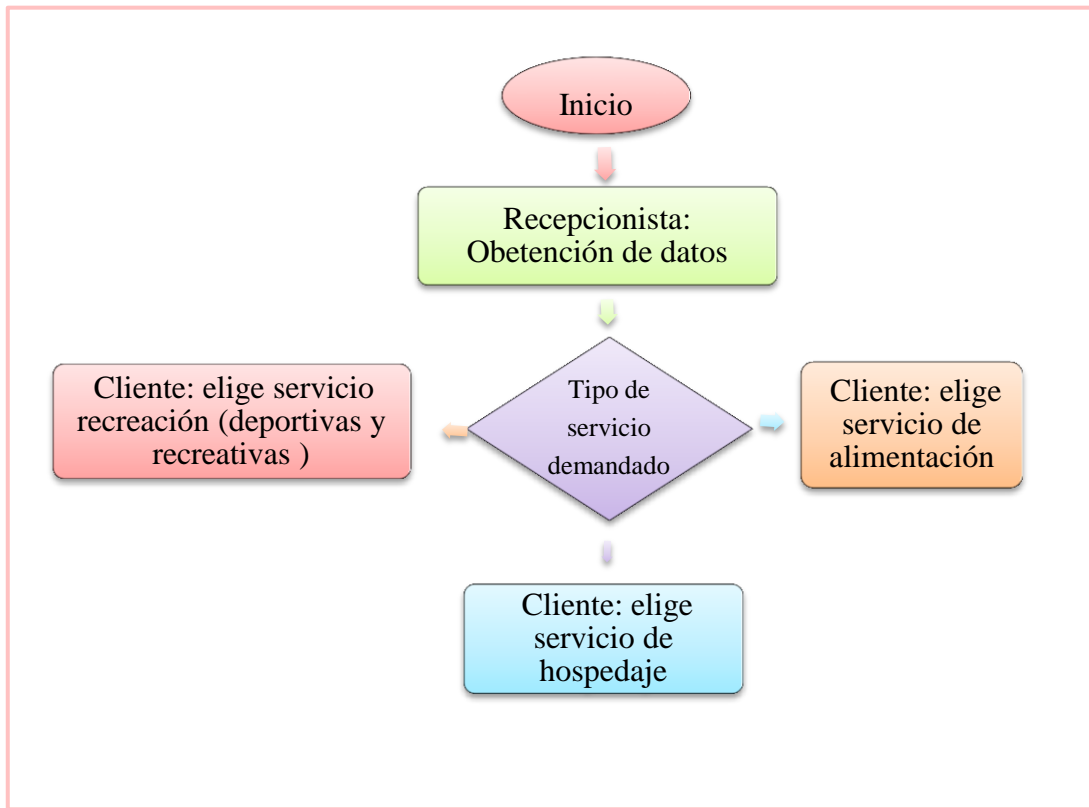 Inicio
Recepcionista:
Obetención de datos
Cliente: elige servicio
recreación (deportivas y
recreativas )
Tipo de
servicio
demandado
Cliente: elige
servicio de
alimentación
Cliente: elige
servicio de
hospedaje